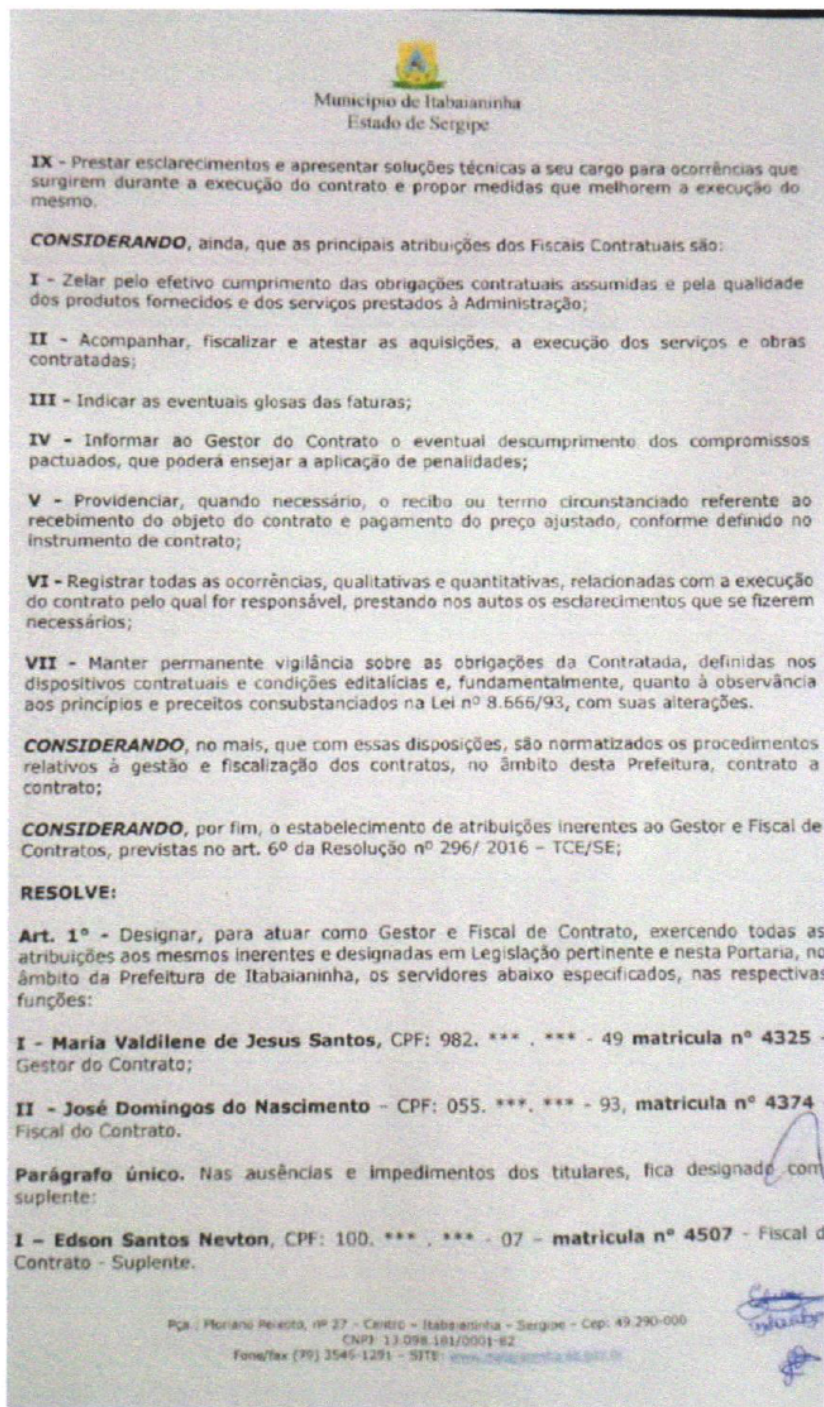 Município de Itabaianinha
Estado de Sergipe
IX - Prestar esclarecimentos e apresentar soluções técnicas a seu cargo para ocorrências que
surgirem durante a execução do contrato e propor medidas que melhorem a execução do
mesmo.
CONSIDERANDO, ainda, que as principais atribuições dos Fiscais Contratuais são:
I - Zelar pelo efetivo cumprimento das obrigações contratuais assumidas e pela qualidade
dos produtos fornecidos e dos serviços prestados à Administração;
II - Acompanhar, fiscalizar e atestar as aquisições, a execução dos serviços e obras
contratadas;
III - Indicar as eventuais glosas das faturas;
IV - Informar ao Gestor do Contrato o eventual descumprimento dos compromissos
pactuados, que poderá ensejar a aplicação de penalidades;
V - Providenciar, quando necessário, o recibo ou termo circunstanciado referente ao
recebimento do objeto do contrato e pagamento do preço ajustado, conforme definido no
instrumento de contrato;
VI - Registrar todas as ocorrências, qualitativas e quantitativas, relacionadas com a execução
do contrato pelo qual for responsável, prestando nos autos os esclarecimentos que se fizerem
necessários;
VII - Manter permanente vigilância sobre as obrigações da Contratada, definidas nos
dispositivos contratuais e condições editalícias e, fundamentalmente, quanto à observância
aos princípios e preceitos consubstanciados na Lei nº 8.666/93, com suas alterações.
CONSIDERANDO, no mais, que com essas disposições, são normatizados os procedimentos
relativos à gestão e fiscalização dos contratos, no âmbito desta Prefeitura, contrato a
contrato;
CONSIDERANDO, por fim, o estabelecimento de atribuições inerentes ao Gestor e Fiscal de
Contratos, previstas no art. 6º da Resolução nº 296/ 2016 – TCE/SE;
RESOLVE:
Art. 1º - Designar, para atuar como Gestor e Fiscal de Contrato, exercendo todas as
atribuições aos mesmos inerentes e designadas em Legislação pertinente e nesta Portaria, no
âmbito da Prefeitura de Itabaianinha, os servidores abaixo especificados, nas respectivas
funções:
I - Maria Valdilene de Jesus Santos, CPF: 982. *** . *** - 49 matricula nº 4325 -
Gestor do Contrato;
II - José Domingos do Nascimento – CPF: 055. ***. *** - 93, matricula nº 4374 -
Fiscal do Contrato.
Parágrafo único. Nas ausências e impedimentos dos titulares, fica designado com
suplente:
I – Edson Santos Nevton, CPF: 100. *** . *** - 07 – matricula nº 4507 - Fiscal d
Contrato - Suplente.
Pça.: Floriano Peixoto, nº 27 – Centro – Itabaianinha – Sergipe – Cep: 49.290-000
CNPJ: 13.098.181/0001-82
Fone/fax (79) 3545-1291 – SITE: